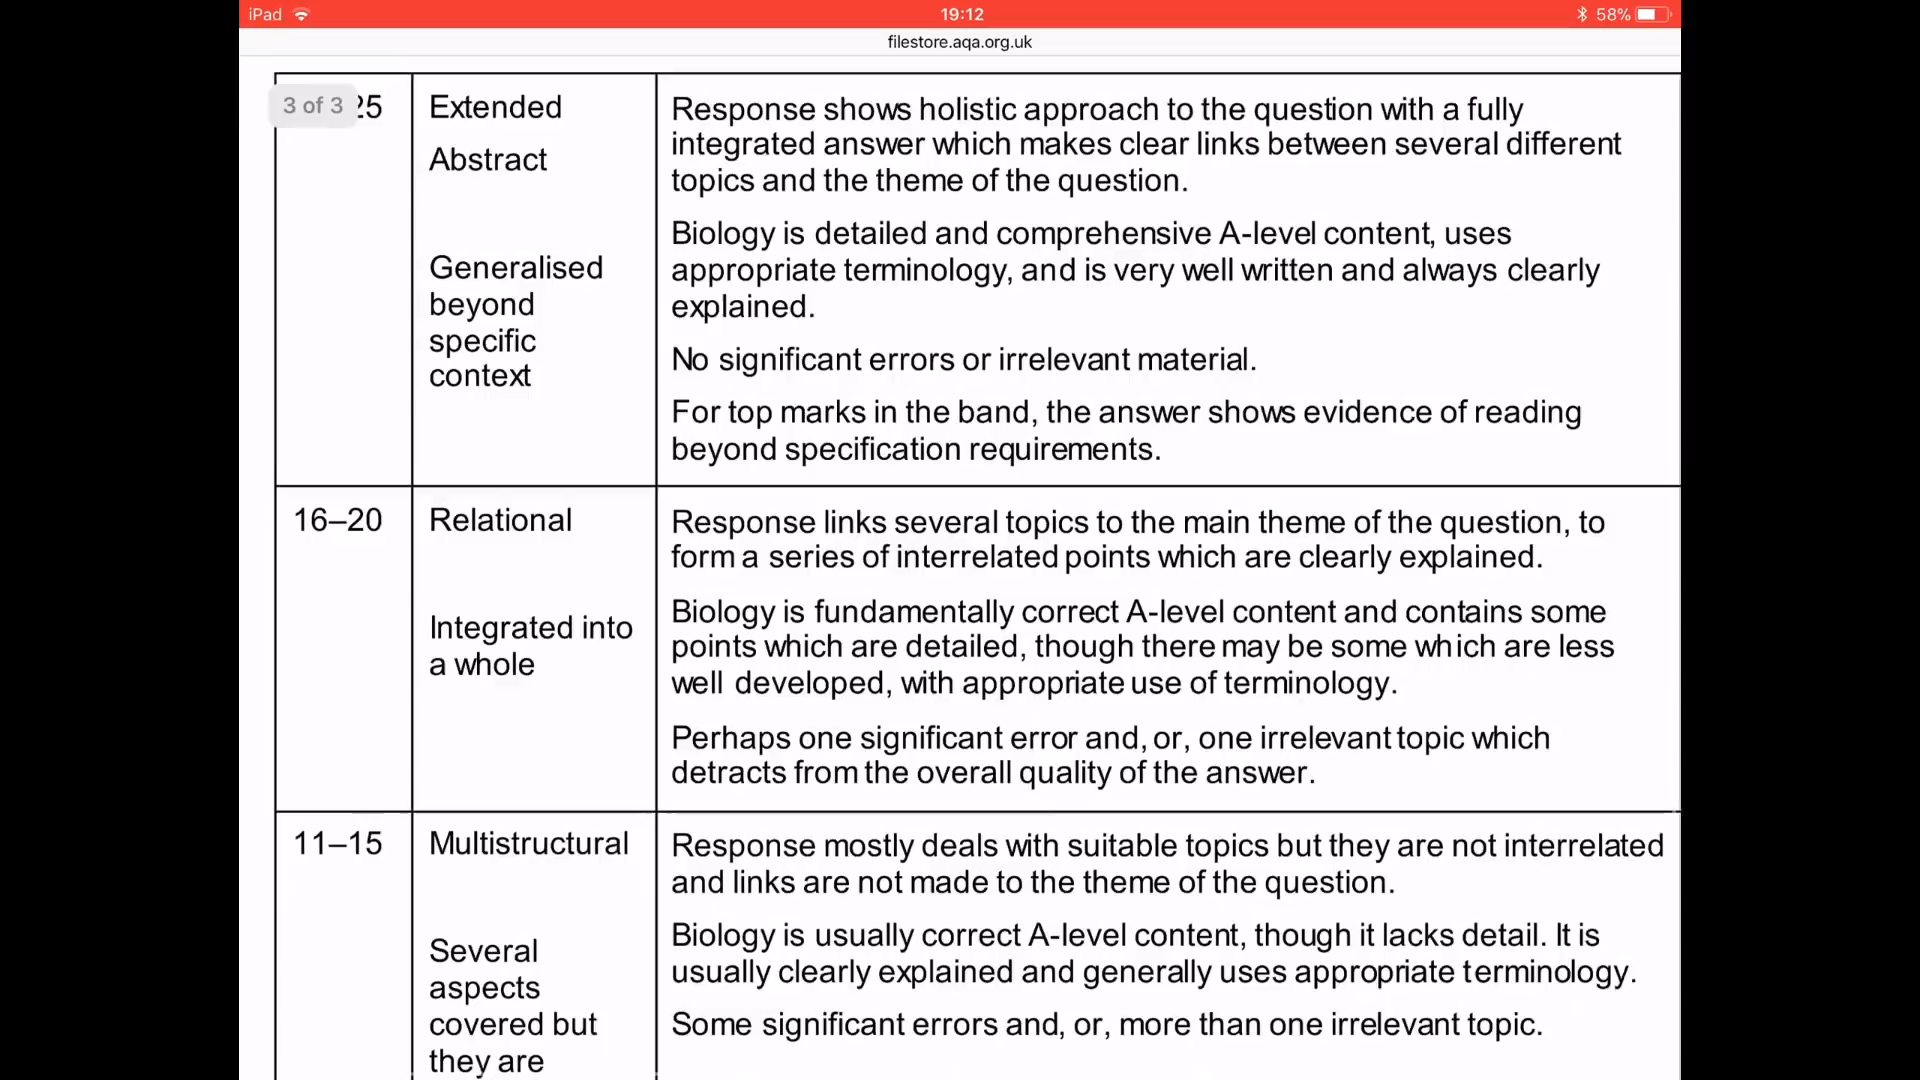 iPad
19:12
58%
filestore.aqa.org.uk
3 of 3
25
Extended
Abstract
Generalised
beyond
specific
context
Response shows holistic approach to the question with a fully
integrated answer which makes clear links between several different
topics and the theme of the question.
Biology is detailed and comprehensive A-level content, uses
appropriate terminology, and is very well written and always clearly
explained.
No significant errors or irrelevant material.
For top marks in the band, the answer shows evidence of reading
beyond specification requirements.
16–20
Relational
Integrated into
a whole
Response links several topics to the main theme of the question, to
form a series of interrelated points which are clearly explained.
Biology is fundamentally correct A-level content and contains some
points which are detailed, though there may be some which are less
well developed, with appropriate use of terminology.
Perhaps one significant error and, or, one irrelevant topic which
detracts from the overall quality of the answer.
11–15
Multistructural
Several
aspects
covered but
they are
Response mostly deals with suitable topics but they are not interrelated
and links are not made to the theme of the question.
Biology is usually correct A-level content, though it lacks detail. It is
usually clearly explained and generally uses appropriate terminology.
Some significant errors and, or, more than one irrelevant topic.